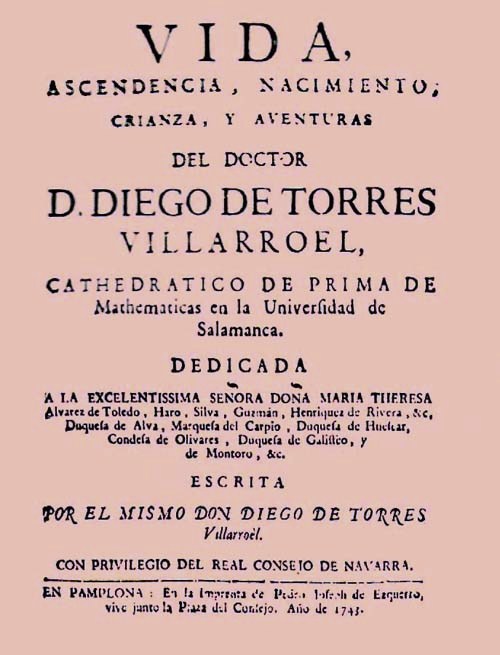 VIDA,
ASCENDENCIA, NACIMIENTO,
CRIANZA, Y AVENTURAS
DEL DOCTOR
D. DIEGO DE TORRES
VILLARROEL,
CATHEDRATICO DE PRIMA DE
Mathematicas en la Univerſidad de
Salamanca.
DEDICADA
A LA EXCELENTISSIMA SEÑORA DOÑA MARIA THERESA
Alvarez de Toledo, Haro, Silva, Guzmán, Henriquez de Rivera, &c,
Duqueſa de Alva, Marqueſa del Carpio, Duqueſa de Hueſcar,
Condeſa de Olivares, Duqueſa de Galiſteo, y
de Montoro, &c.
ESCRITA
POR EL MISMO DON DIEGO DE TORRES
Villarroèl.
CON PRIVILEGIO DEL REAL CONSEJO DE NAVARRA.
EN PAMPLONA: En la Imprenta de Pedro Joſeph de Ezquerro,
vive junto la Plaza del Conſejo. Año de 1743.